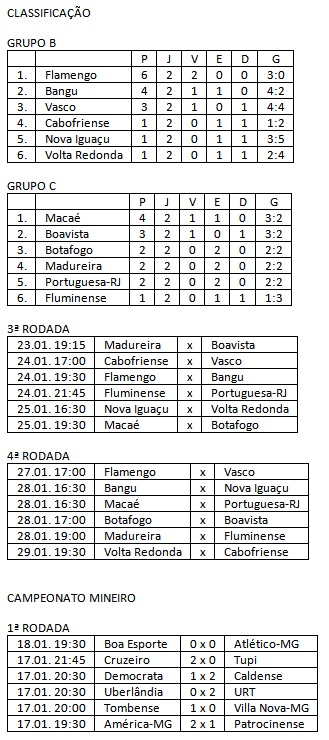 CLASSIFICAÇÃO
GRUPO B
P J V E D G
1. Flamengo 6 2 2 0 0 3:0
2. Bangu 4 2 1 1 0 4:2
3. Vasco 3 2 1 0 1 4:4
4. Cabofriense 1 2 0 1 1 1:2
5. Nova Iguaçu 1 2 0 1 1 3:5
6. Volta Redonda 1 2 0 1 1 2:4
GRUPO C
P J V E D G
1. Macaé 4 2 1 1 0 3:2
2. Boavista 3 2 1 0 1 3:2
3. Botafogo 2 2 0 2 0 2:2
4. Madureira 2 2 0 2 0 2:2
5. Portuguesa-RJ 2 2 0 2 0 2:2
6. Fluminense 1 2 0 1 1 1:3
3ª RODADA
23.01. 19:15 Madureira x Boavista
24.01. 17:00 Cabofriense x Vasco
24.01. 19:30 Flamengo x Bangu
24.01. 21:45 Fluminense x Portuguesa-RJ
25.01. 16:30 Nova Iguaçu x Volta Redonda
25.01. 19:30 Macaé x Botafogo
4ª RODADA
27.01. 17:00 Flamengo x Vasco
28.01. 16:30 Bangu x Nova Iguaçu
28.01. 16:30 Macaé x Portuguesa-RJ
28.01. 17:00 Botafogo x Boavista
28.01. 19:00 Madureira x Fluminense
29.01. 19:30 Volta Redonda x Cabofriense
CAMPEONATO MINEIRO
1ª RODADA
18.01. 19:30 Boa Esporte 0 x 0 Atlético-MG
17.01. 21:45 Cruzeiro 2 x 0 Tupi
17.01. 20:30 Democrata 1 x 2 Caldense
17.01. 20:30 Uberlândia 0 x 2 URT
17.01. 20:00 Tombense 1 x 0 Villa Nova-MG
17.01. 19:30 América-MG 2 x 1 Patrocinense